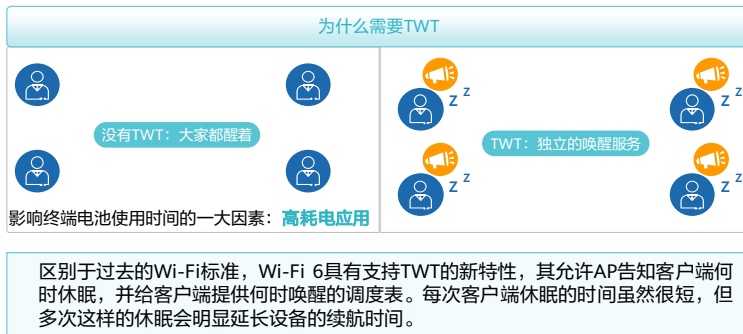 为什么需要TWT
没有TWT：大家都醒着
影响终端电池使用时间的一大因素：高耗电应用
z z
z z
TWT：独立的唤醒服务
z z
z z
区别于过去的Wi-Fi标准，Wi-Fi 6具有支持TWT的新特性，其允许AP告知客户端何
时休眠，并给客户端提供何时唤醒的调度表。每次客户端休眠的时间虽然很短，但
多次这样的休眠会明显延长设备的续航时间。